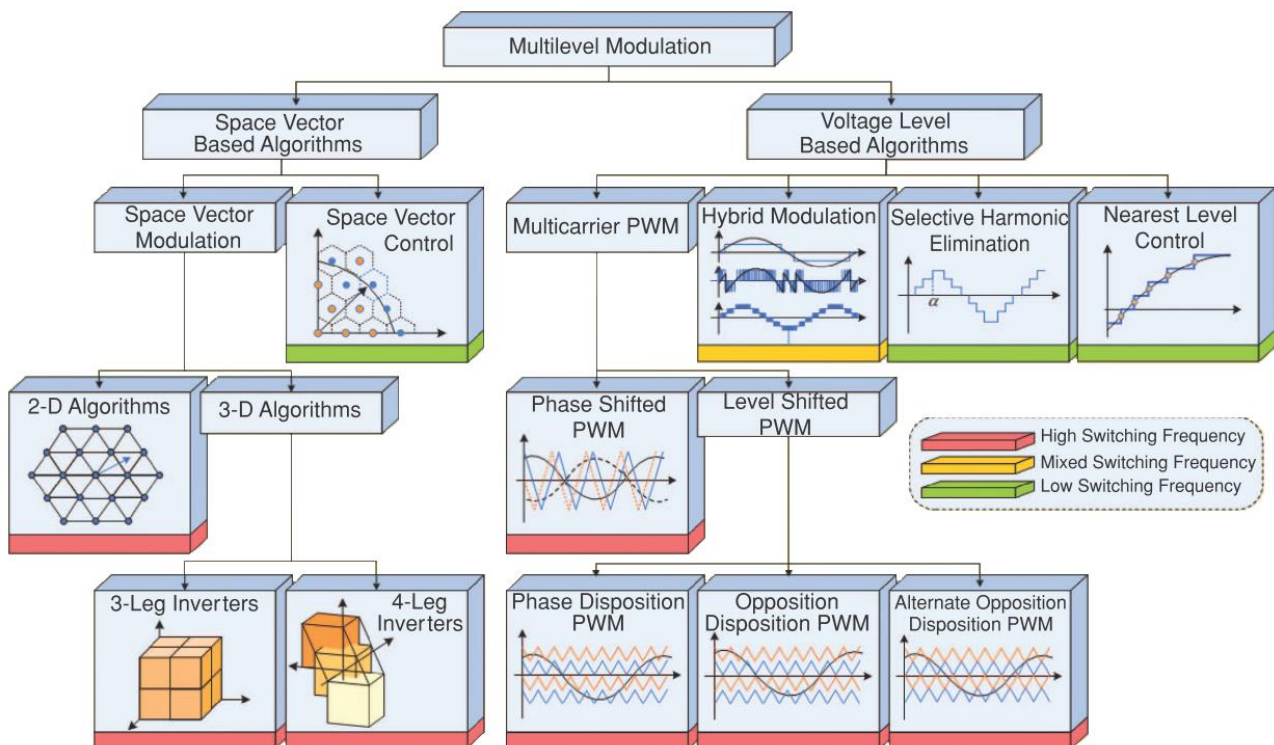 Multilevel Modulation
Space Vector
Based Algorithms
Voltage Level
Based Algorithms
Space Vector
Modulation
Space Vector
Control
Multicarrier PWM
Hybrid Modulation
Selective Harmonic
Elimination
α
Nearest Level
Control
2-D Algorithms
3-D Algorithms
Phase Shifted
PWM
Level Shifted
PWM
High Switching Frequency
Mixed Switching Frequency
Low Switching Frequency
3-Leg Inverters
4-Leg
Inverters
Phase Disposition
PWM
Opposition
Disposition PWM
Alternate Opposition
Disposition PWM